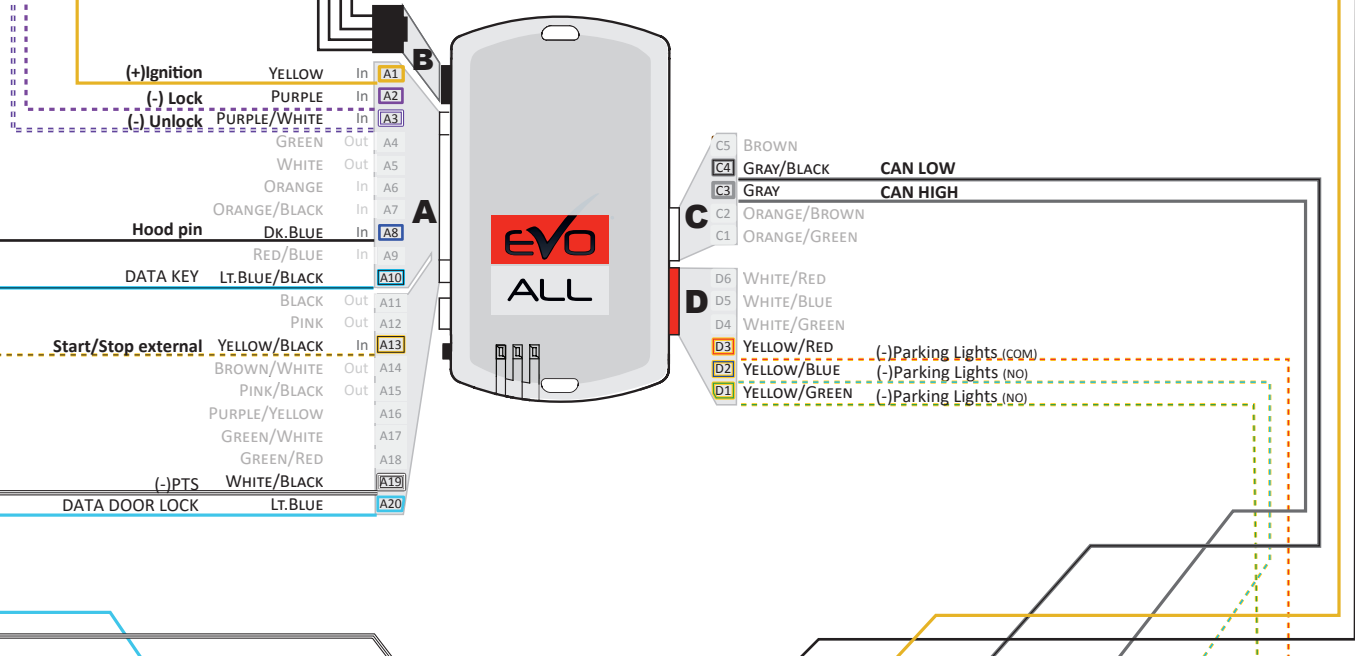 B
(+)Ignition YELLOW In A1
(-) Lock PURPLE In A2
(-) Unlock PURPLE/WHITE In A3
GREEN Out A4
WHITE Out A5
ORANGE In A6
ORANGE/BLACK In A7
Hood pin DK.BLUE In A8
RED/BLUE In A9
DATA KEY LT.BLUE/BLACK A10
BLACK Out A11
PINK Out A12
Start/Stop external YELLOW/BLACK In A13
BROWN/WHITE Out A14
PINK/BLACK Out A15
PURPLE/YELLOW A16
GREEN/WHITE A17
GREEN/RED A18
(-)PTS WHITE/BLACK A19
DATA DOOR LOCK LT.BLUE A20
A
EVO
ALL
C
C5 BROWN
C4 GRAY/BLACK CAN LOW
C3 GRAY CAN HIGH
C2 ORANGE/BROWN
C1 ORANGE/GREEN
D
D6 WHITE/RED
D5 WHITE/BLUE
D4 WHITE/GREEN
D3 YELLOW/RED (-)Parking Lights (COM)
D2 YELLOW/BLUE (-)Parking Lights (NO)
D1 YELLOW/GREEN (-)Parking Lights (NO)